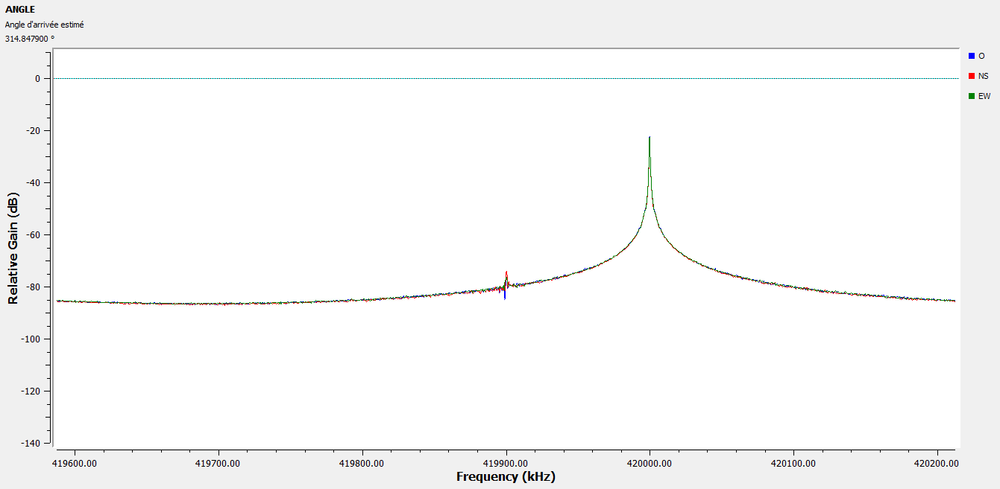 ANGLE
Angle d'arrivée estimé
314.847900 °
O
NS
EW
0
-20
-40
-60
-80
-100
-120
-140
Relative Gain (dB)
419600.00 419700.00 419800.00 419900.00 420000.00 420100.00 420200.00
Frequency (kHz)